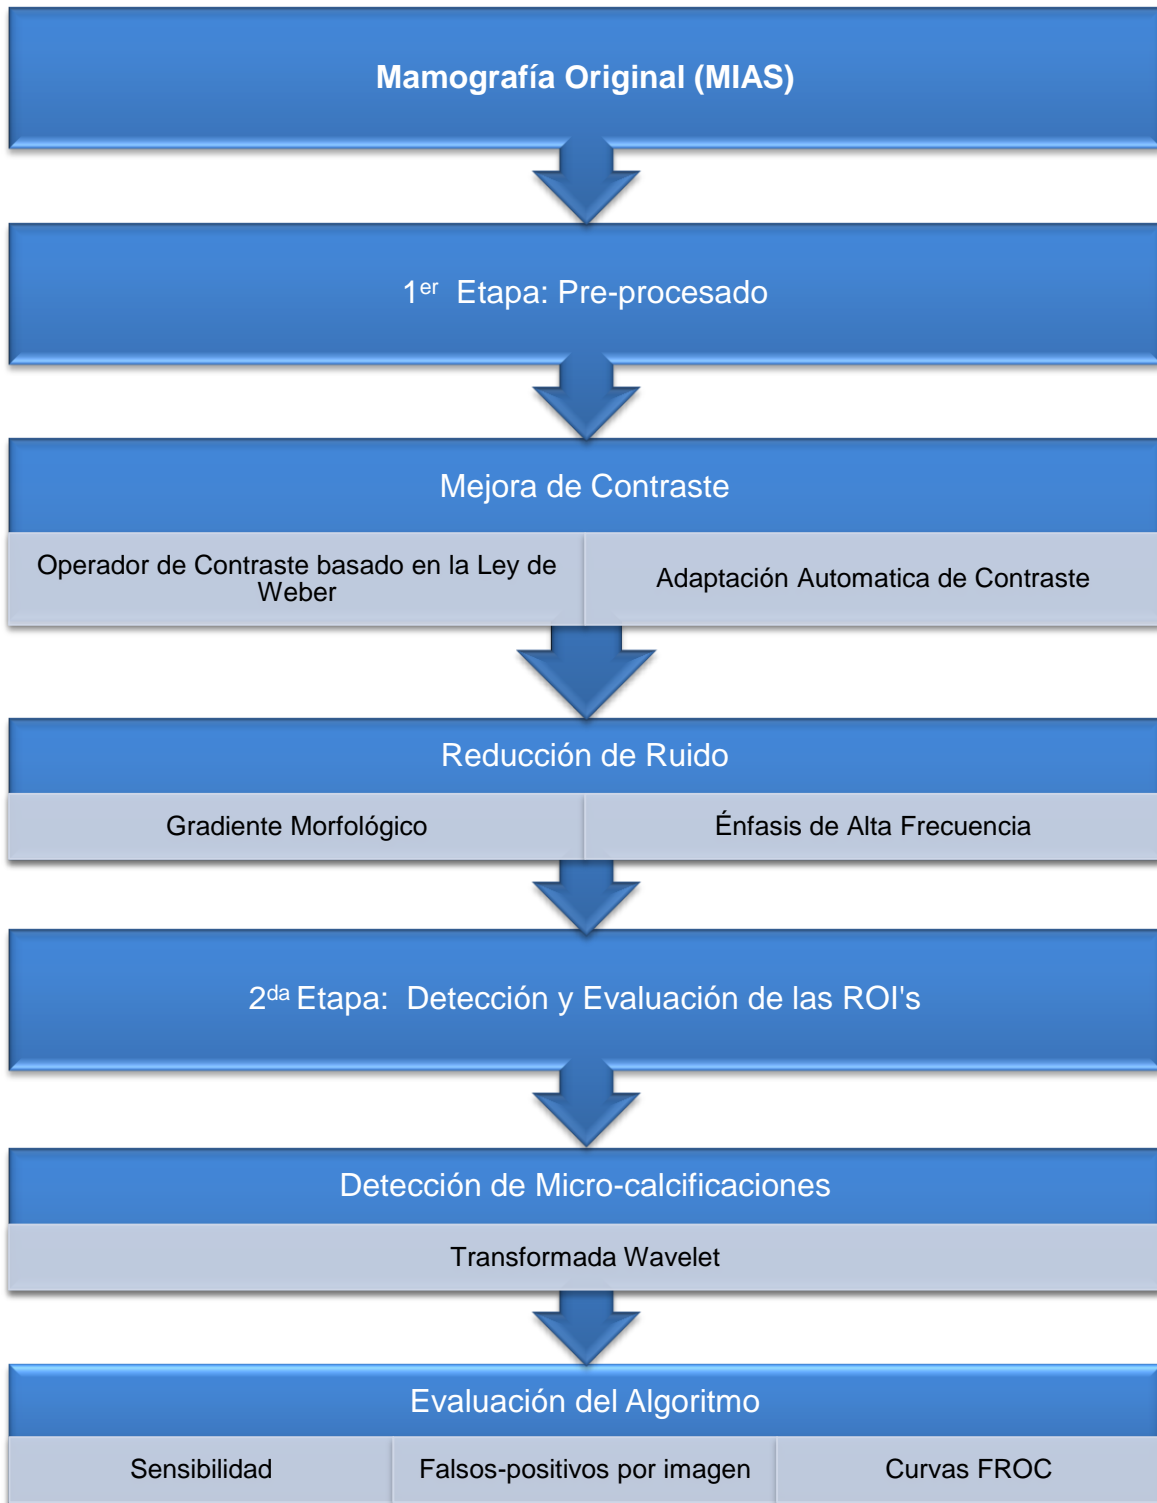 Mamografía Original (MIAS)
1er Etapa: Pre-procesado
Mejora de Contraste
Operador de Contraste basado en la Ley de
Weber
Adaptación Automatica de Contraste
Reducción de Ruido
Gradiente Morfológico
Énfasis de Alta Frecuencia
2da Etapa: Detección y Evaluación de las ROI's
Detección de Micro-calcificaciones
Transformada Wavelet
Evaluación del Algoritmo
Sensibilidad
Falsos-positivos por imagen
Curvas FROC